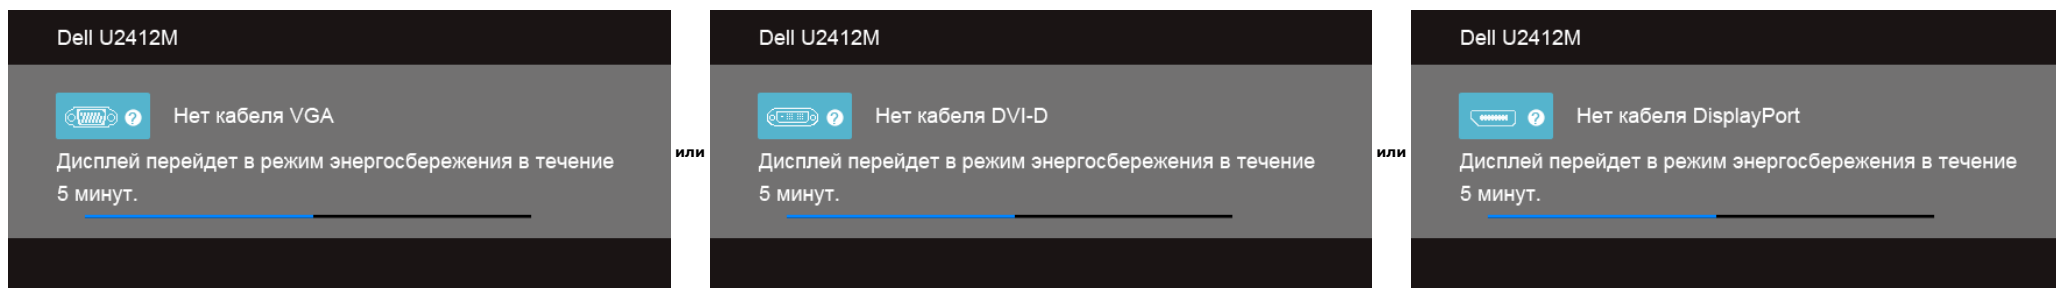 Dell U2412M
Нет кабеля VGA
Дисплей перейдет в режим энергосбережения в течение
5 минут.
или
Dell U2412M
Нет кабеля DVI-D
Дисплей перейдет в режим энергосбережения в течение
5 минут.
или
Dell U2412M
Нет кабеля DisplayPort
Дисплей перейдет в режим энергосбережения в течение
5 минут.